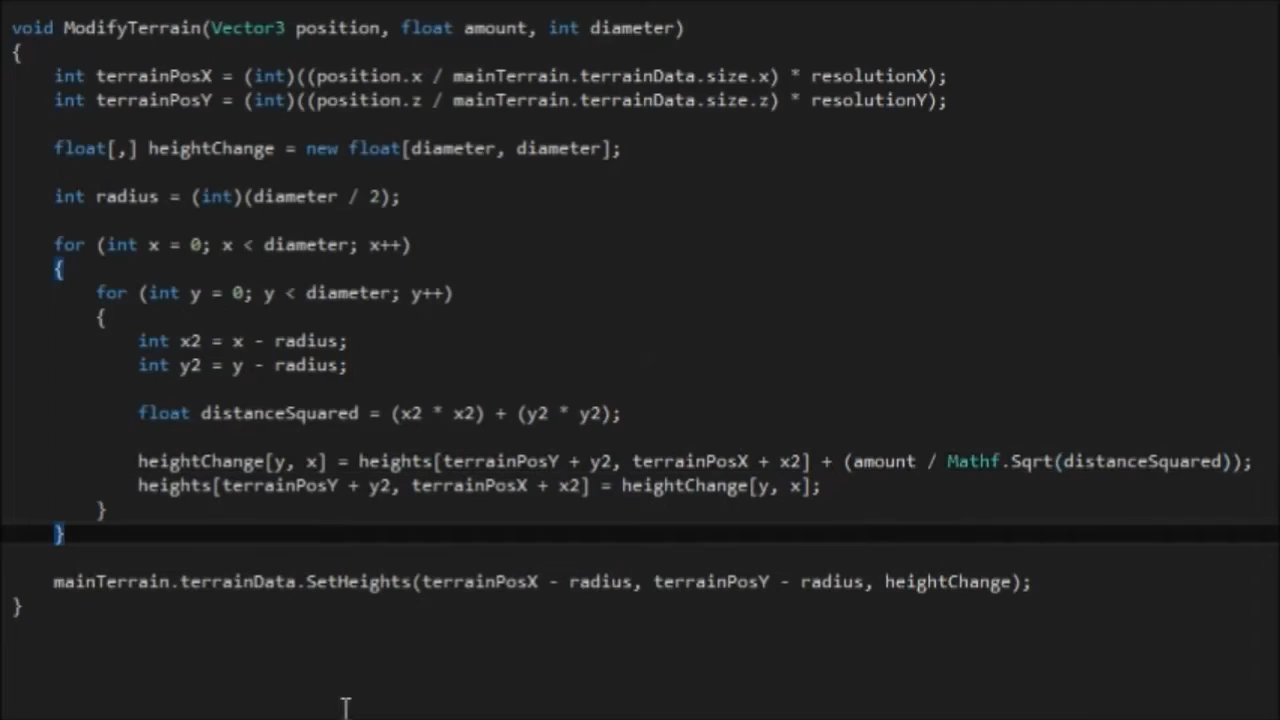 void ModifyTerrain(Vector3 position, float amount, int diameter)
{
    int terrainPosX = (int)((position.x / mainTerrain.terrainData.size.x) * resolutionX);
    int terrainPosY = (int)((position.z / mainTerrain.terrainData.size.z) * resolutionY);

    float[,] heightChange = new float[diameter, diameter];

    int radius = (int)(diameter / 2);

    for (int x = 0; x < diameter; x++)
    {
        for (int y = 0; y < diameter; y++)
        {
            int x2 = x - radius;
            int y2 = y - radius;

            float distanceSquared = (x2 * x2) + (y2 * y2);

            heightChange[y, x] = heights[terrainPosY + y2, terrainPosX + x2] + (amount / Mathf.Sqrt(distanceSquared));
            heights[terrainPosY + y2, terrainPosX + x2] = heightChange[y, x];
        }
    }

    mainTerrain.terrainData.SetHeights(terrainPosX - radius, terrainPosY - radius, heightChange);
}